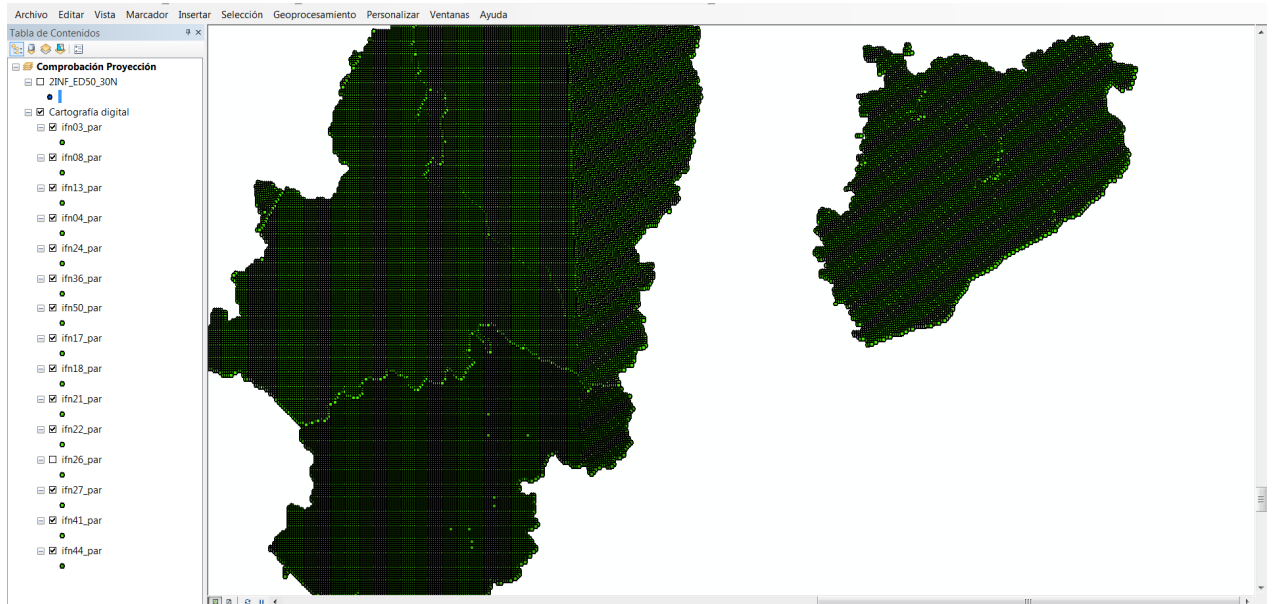 Archivo Editar Vista Marcador Insertar Selección Geoprocesamiento Personalizar Ventanas Ayuda
Tabla de Contenidos
Comprobación Proyección
2INF_ED50_30N
Cartografía digital
ifn03_par
ifn08_par
ifn13_par
ifn04_par
ifn24_par
ifn36_par
ifn50_par
ifn17_par
ifn18_par
ifn21_par
ifn22_par
ifn26_par
ifn27_par
ifn41_par
ifn44_par